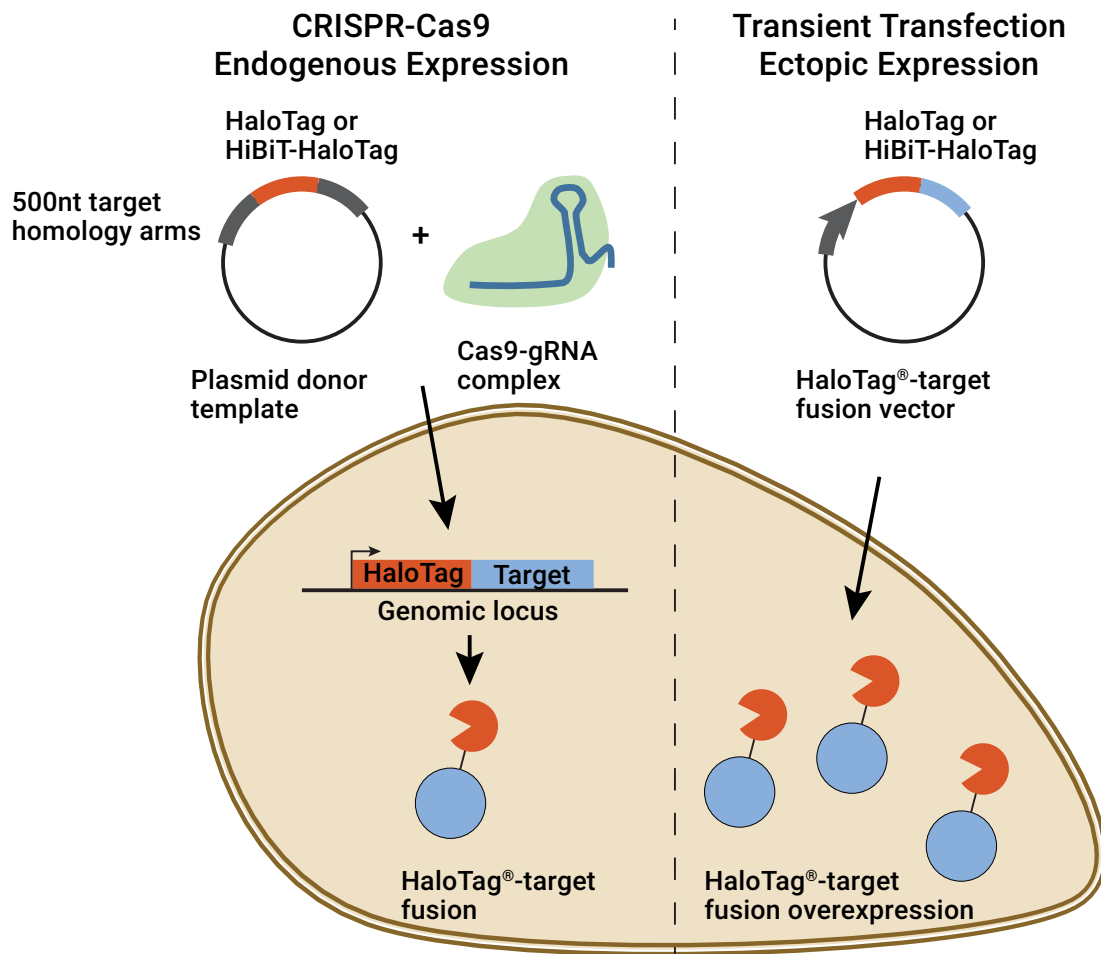 CRISPR-Cas9
Endogenous Expression
HaloTag or
HiBiT-HaloTag
500nt target
homology arms
+
Plasmid donor
template
Cas9-gRNA
complex
HaloTag
Target
Genomic locus
HaloTag®-target
fusion
Transient Transfection
Ectopic Expression
HaloTag or
HiBiT-HaloTag
HaloTag®-target
fusion vector
HaloTag®-target
fusion overexpression